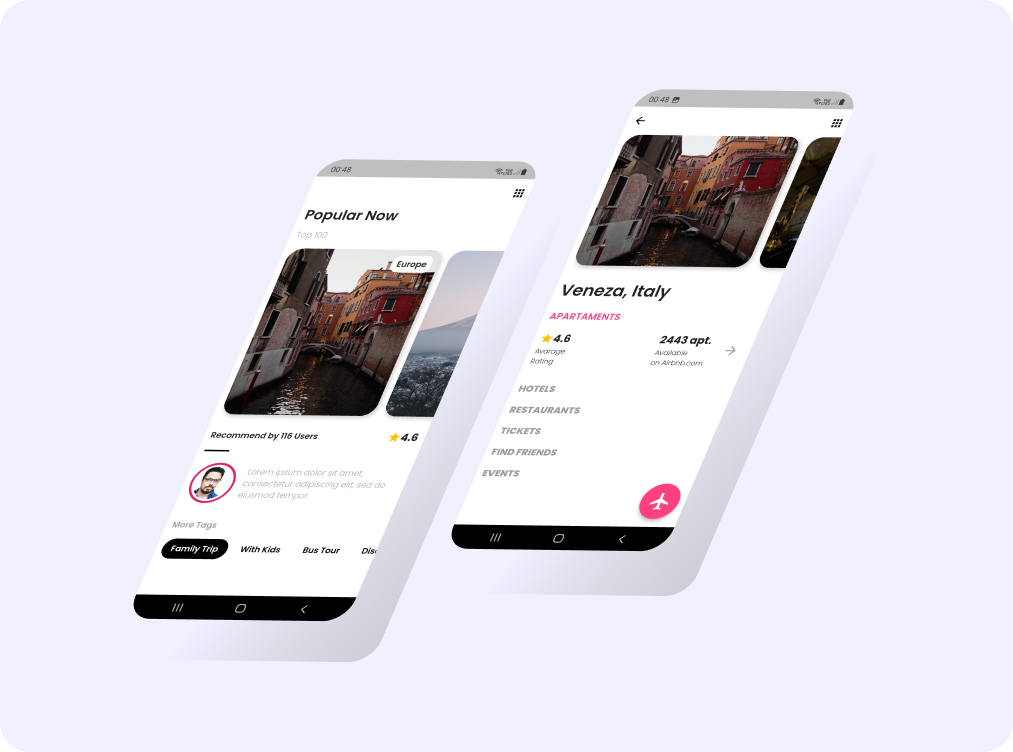 00:48
Popular Now
Top 100
Europe
Recommend by 116 Users
4.6
Lorem ipsum dolor sit amet,
consectetur adipiscing elit, sed do
eiusmod tempor.
More Tags
Family Trip
With Kids
Bus Tour
00:48
Veneza, Italy
APARTAMENTS
4.6
Avarage
Rating
2443 apt.
Available
on Airbnb.com
HOTELS
RESTAURANTS
TICKETS
FIND FRIENDS
EVENTS